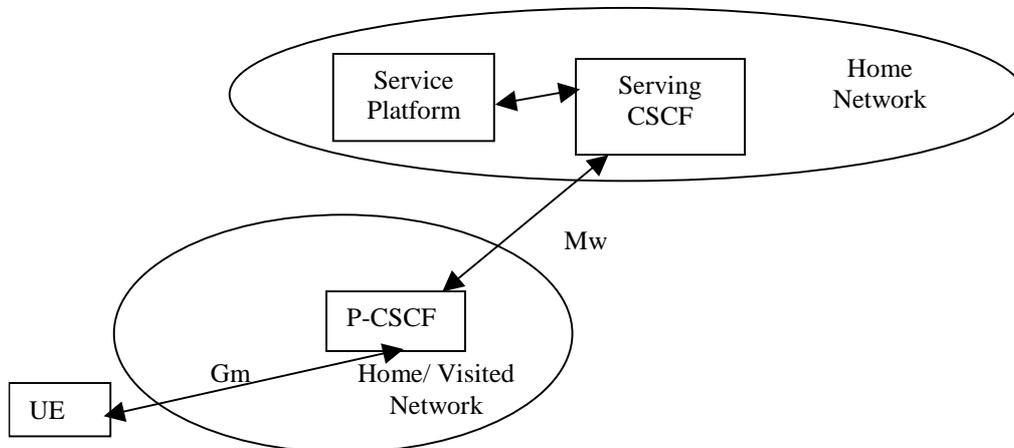 Service
Platform
Serving
CSCF
Home
Network
Mw
P-CSCF
Gm
Home/ Visited
Network
UE